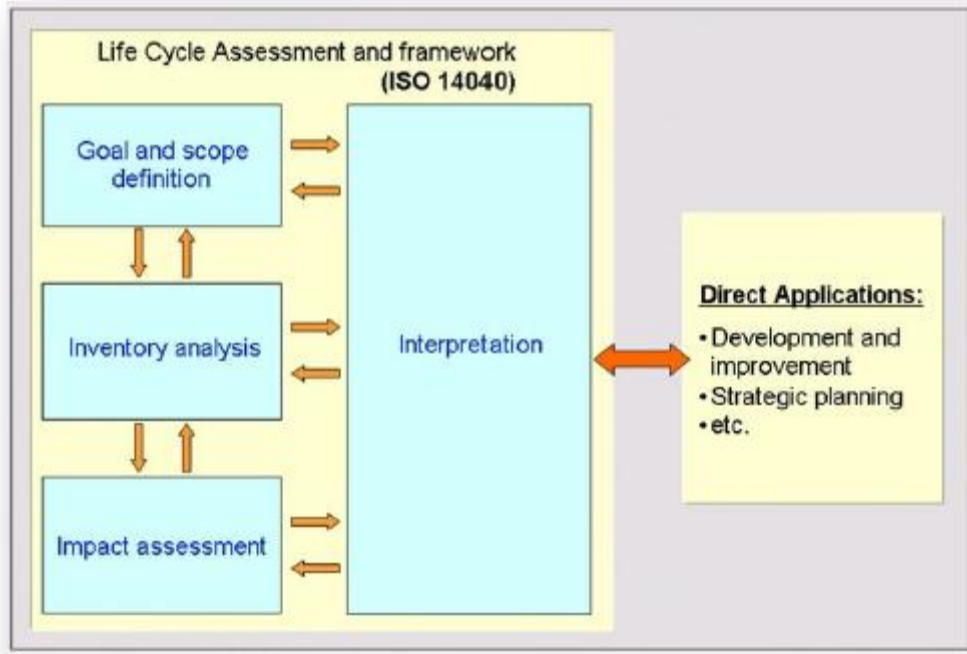 Life Cycle Assessment and framework
(ISO 14040)
Goal and scope
definition
Inventory analysis
Impact assessment
Interpretation
Direct Applications:
• Development and
improvement
• Strategic planning
• etc.